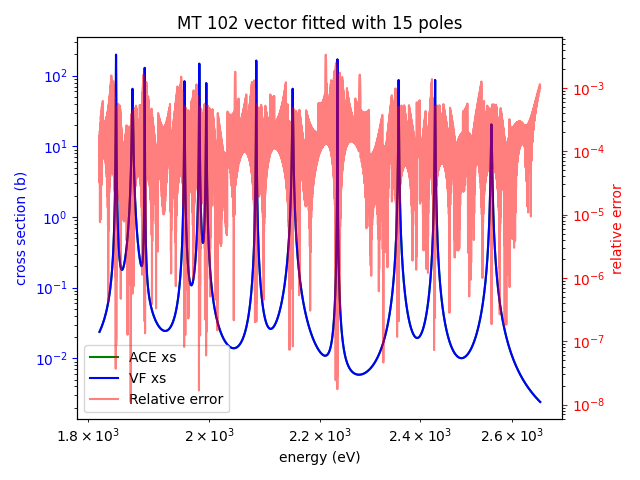 MT 102 vector fitted with 15 poles
10²
10¹
10⁰
10⁻¹
10⁻²
cross section (b)
10⁻³
10⁻⁴
10⁻⁵
10⁻⁶
10⁻⁷
10⁻⁸
relative error
ACE xs
VF xs
Relative error
1.8 × 10³
2 × 10³
2.2 × 10³
2.4 × 10³
2.6 × 10³
energy (eV)